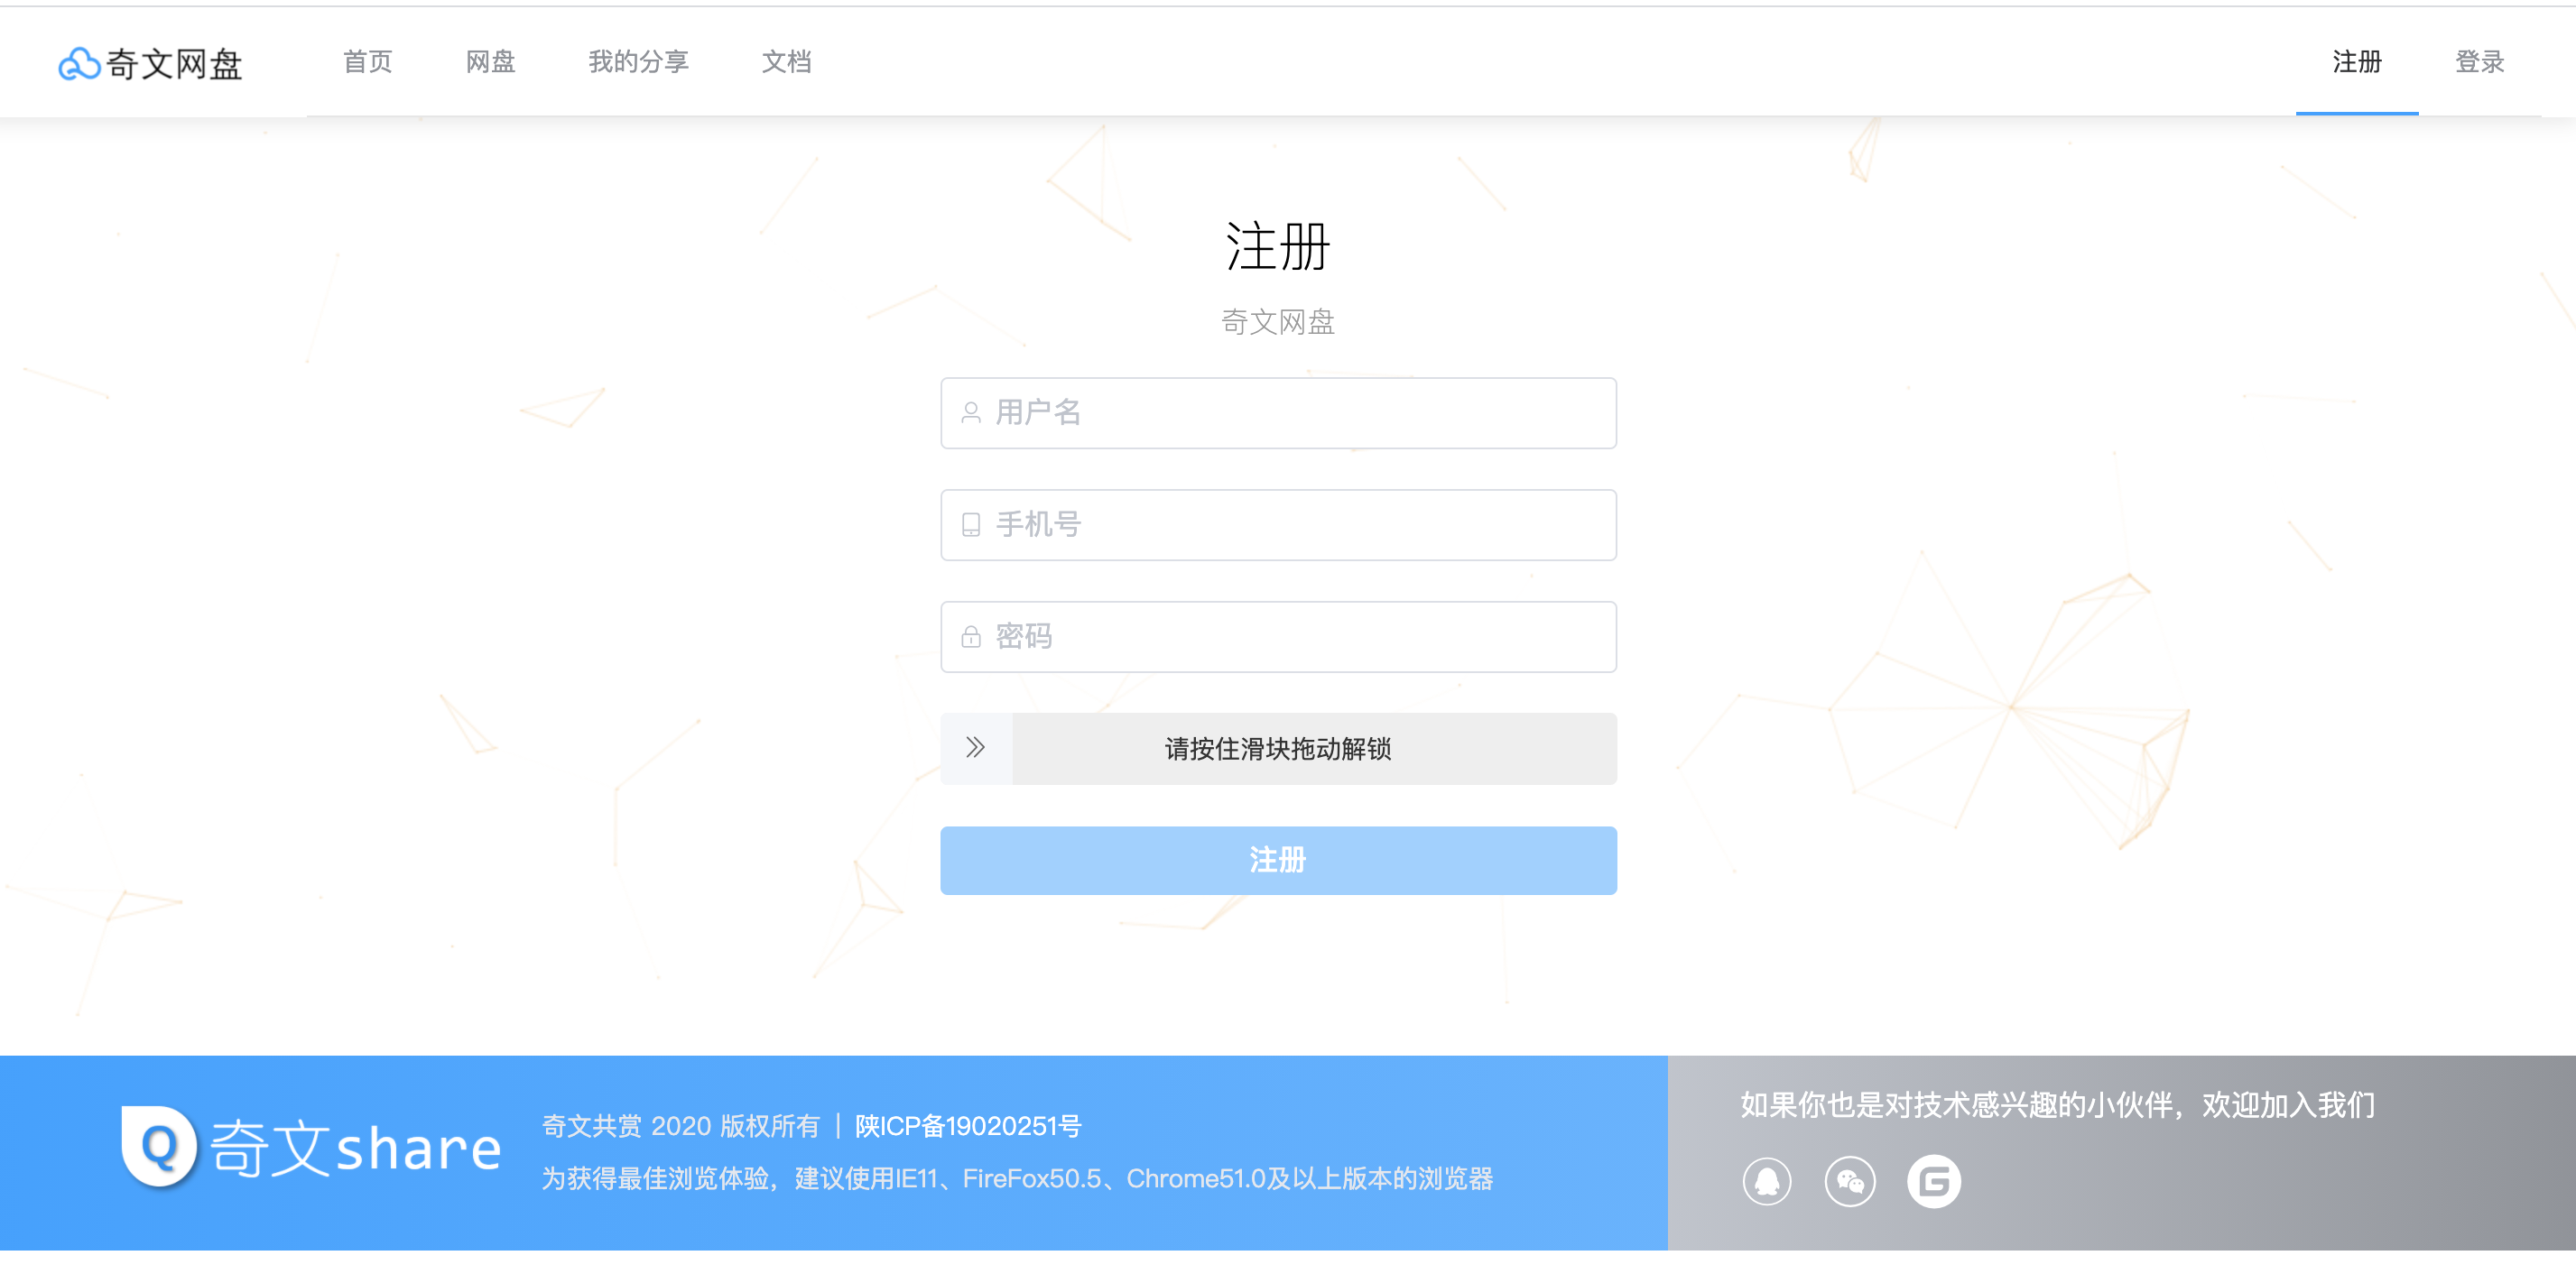 奇文网盘 首页 网盘 我的分享 文档 注册 登录
注册
奇文网盘
用户名
手机号
密码
请按住滑块拖动解锁
注册
Q 奇文share
奇文共赏 2020 版权所有 | 陕ICP备19020251号
为获得最佳浏览体验，建议使用IE11、FireFox50.5、Chrome51.0及以上版本的浏览器
如果你也是对技术感兴趣的小伙伴，欢迎加入我们
G